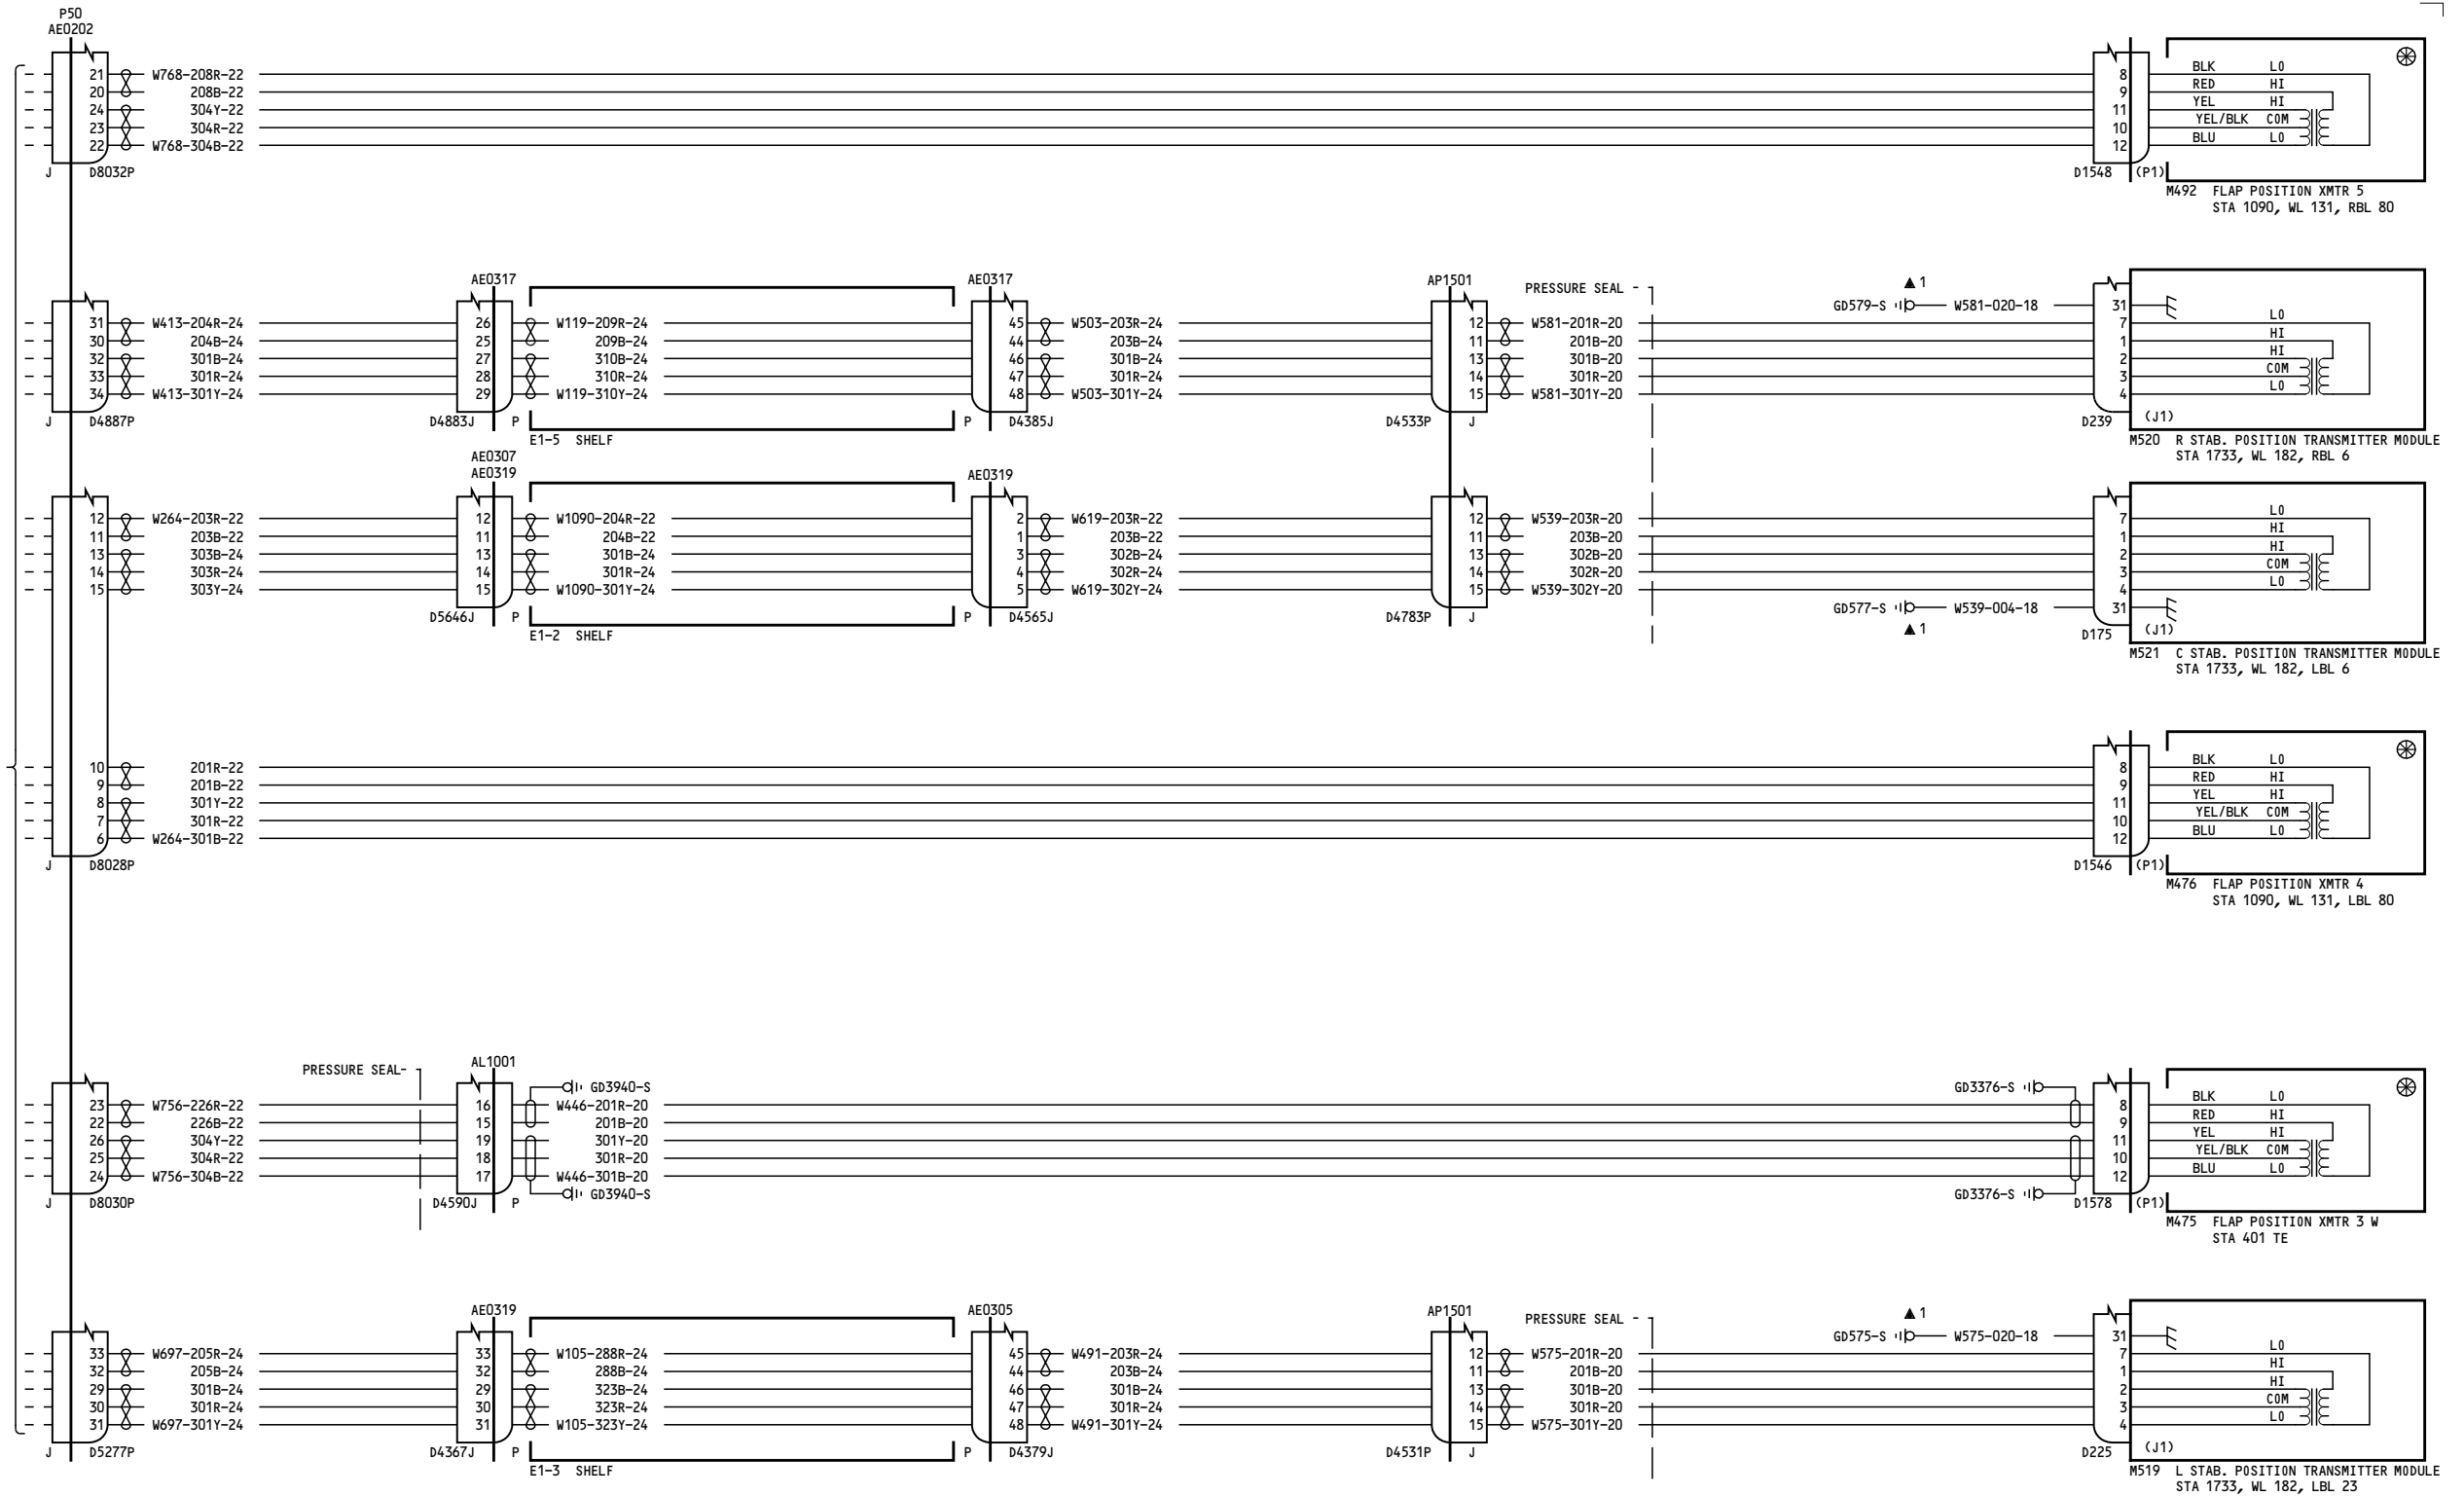 P50
AE0202
21 W768-208R-22 8 BLK LO
20 208B-22 9 RED HI
24 304Y-22 11 YEL HI
23 304R-22 10 YEL/BLK COM
22 W768-304B-22 12 BLU LO
J D8032P D1548 (P1)
M492 FLAP POSITION XMTR 5
STA 1090, WL 131, RBL 80
AE0317 AE0317 AP1501 PRESSURE SEAL ▲ 1
GD579-S W581-020-18 31
31 W413-204R-24 26 W119-209R-24 45 W503-203R-24 12 W581-201R-20 7 LO
30 204B-24 25 209B-24 44 203B-24 11 201B-20 1 HI
32 301B-24 27 310B-24 46 301B-24 13 301B-20 2 HI
33 301R-24 28 310R-24 47 301R-24 14 301R-20 3 COM
34 W413-301Y-24 29 W119-310Y-24 48 W503-301Y-24 15 W581-301Y-20 4 LO
J D4887P D4883J P P D4385J D4533P J D239 (J1)
E1-5 SHELF
M520 R STAB. POSITION TRANSMITTER MODULE
STA 1733, WL 182, RBL 6
AE0307
AE0319 AE0319
12 W264-203R-22 12 W1090-204R-22 2 W619-203R-22 12 W539-203R-20 7 LO
11 203B-22 11 204B-22 1 203B-22 11 203B-20 1 HI
13 303B-24 13 301B-24 3 302B-24 13 302B-20 2 HI
14 303R-24 14 301R-24 4 302R-24 14 302R-20 3 COM
15 303Y-24 15 W1090-301Y-24 5 W619-302Y-24 15 W539-302Y-20 4 LO
GD577-S W539-004-18 31
D5646J P P D4565J D4783P J ▲ 1 D175 (J1)
E1-2 SHELF
M521 C STAB. POSITION TRANSMITTER MODULE
STA 1733, WL 182, LBL 6
10 201R-22 8 BLK LO
9 201B-22 9 RED HI
8 301Y-22 11 YEL HI
7 301R-22 10 YEL/BLK COM
6 W264-301B-22 12 BLU LO
J D8028P D1546 (P1)
M476 FLAP POSITION XMTR 4
STA 1090, WL 131, LBL 80
PRESSURE SEAL AL1001
GD3940-S GD3376-S
23 W756-226R-22 16 W446-201R-20 8 BLK LO
22 226B-22 15 201B-20 9 RED HI
26 304Y-22 19 301Y-20 11 YEL HI
25 304R-22 18 301R-20 10 YEL/BLK COM
24 W756-304B-22 17 W446-301B-20 12 BLU LO
GD3940-S GD3376-S
J D8030P D4590J P D1578 (P1)
M475 FLAP POSITION XMTR 3 W
STA 401 TE
AE0319 AE0305 AP1501 PRESSURE SEAL ▲ 1
GD575-S W575-020-18 31
33 W697-205R-24 33 W105-288R-24 45 W491-203R-24 12 W575-201R-20 7 LO
32 205B-24 32 288B-24 44 203B-24 11 201B-20 1 HI
29 301B-24 29 323B-24 46 301B-24 13 301B-20 2 HI
30 301R-24 30 323R-24 47 301R-24 14 301R-20 3 COM
31 W697-301Y-24 31 W105-323Y-24 48 W491-301Y-24 15 W575-301Y-20 4 LO
J D5277P D4367J P P D4379J D4531P J D225 (J1)
E1-3 SHELF
M519 L STAB. POSITION TRANSMITTER MODULE
STA 1733, WL 182, LBL 23